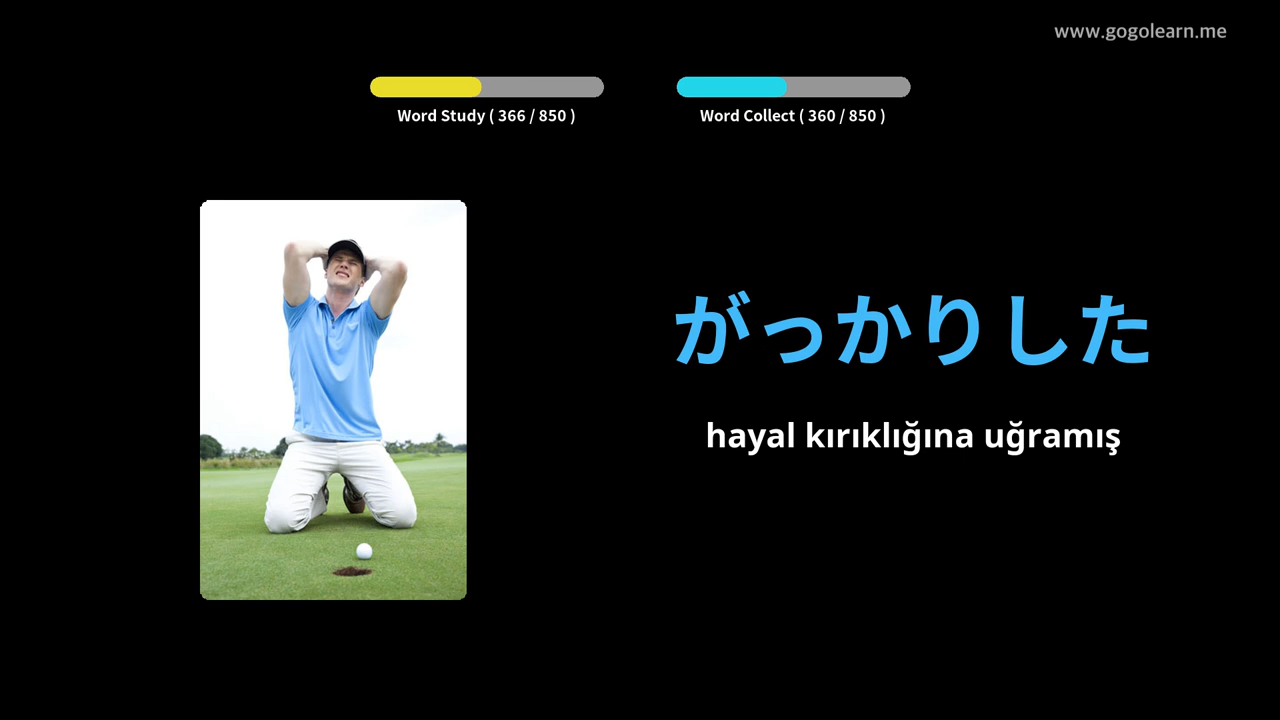 www.gogolearn.me
Word Study ( 366 / 850 )
Word Collect ( 360 / 850 )
がっかりした
hayal kırıklığına uğramış